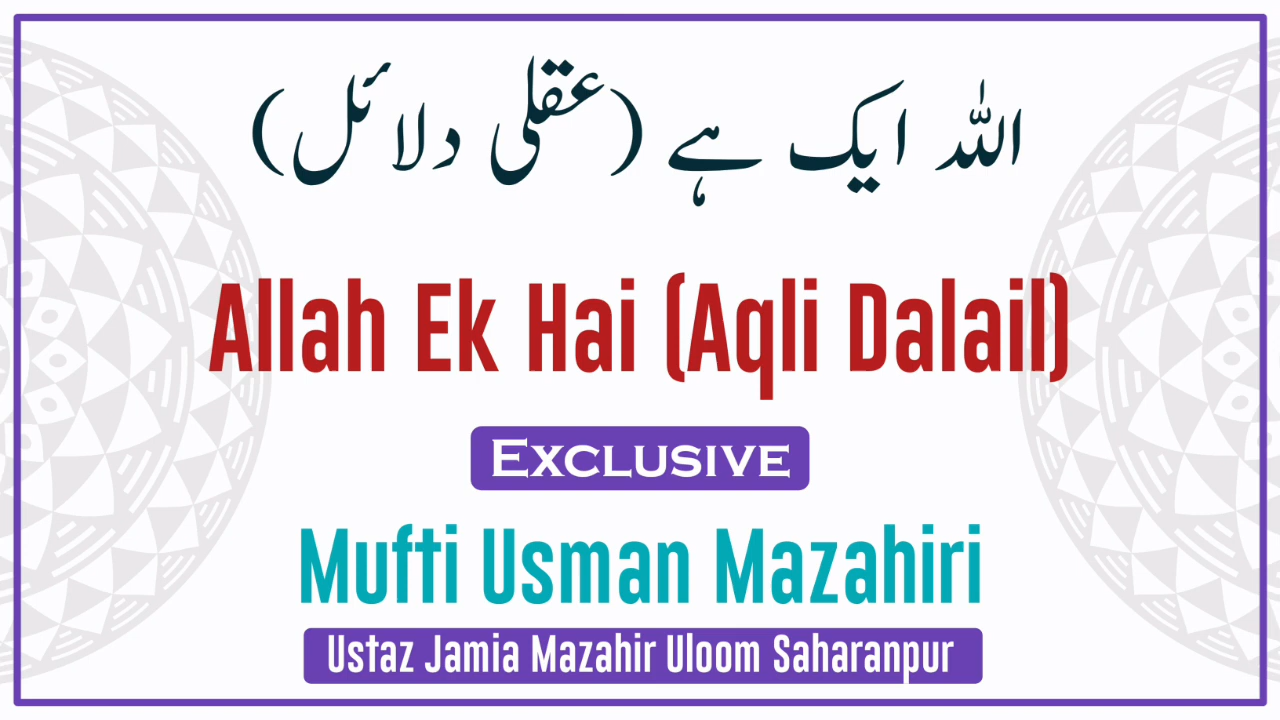 اللہ ایک ہے (عقلی دلائل)
Allah Ek Hai (Aqli Dalail)
Exclusive
Mufti Usman Mazahiri
Ustaz Jamia Mazahir Uloom Saharanpur